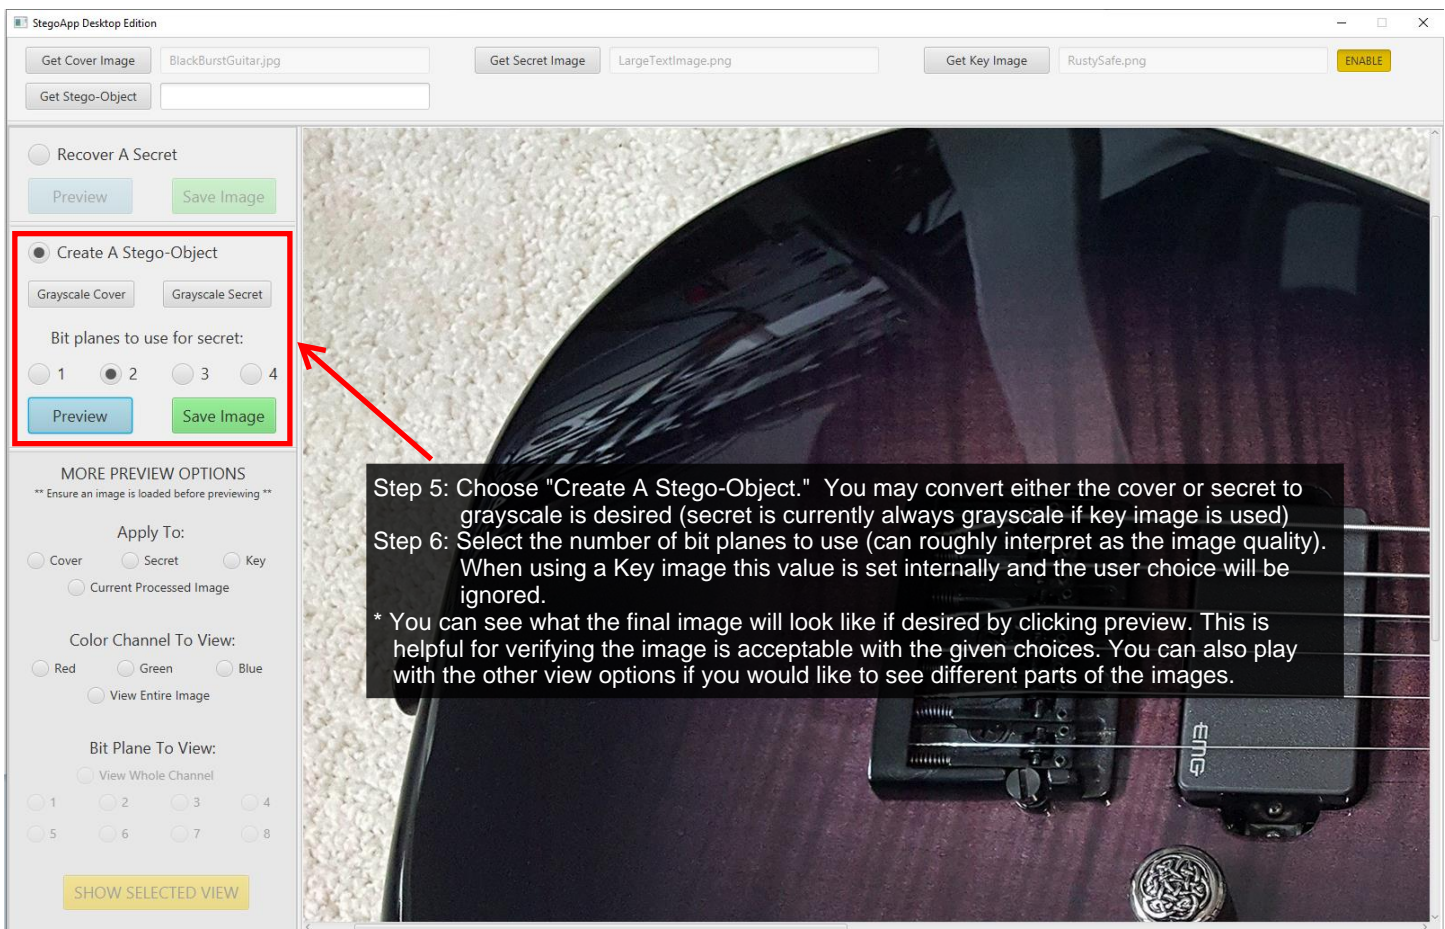 StegoApp Desktop Edition
Get Cover Image BlackBurstGuitar.jpg Get Secret Image LargeTextImage.png Get Key Image RustySafe.png ENABLE
Get Stego-Object
Recover A Secret
Preview Save Image
Create A Stego-Object
Grayscale Cover Grayscale Secret
Bit planes to use for secret:
1 2 3 4
Preview Save Image
MORE PREVIEW OPTIONS
** Ensure an image is loaded before previewing **
Apply To:
Cover Secret Key
Current Processed Image
Color Channel To View:
Red Green Blue
View Entire Image
Bit Plane To View:
View Whole Channel
1 2 3 4
5 6 7 8
SHOW SELECTED VIEW
Step 5: Choose "Create A Stego-Object." You may convert either the cover or secret to
grayscale is desired (secret is currently always grayscale if key image is used)
Step 6: Select the number of bit planes to use (can roughly interpret as the image quality).
When using a Key image this value is set internally and the user choice will be
ignored.
* You can see what the final image will look like if desired by clicking preview. This is
helpful for verifying the image is acceptable with the given choices. You can also play
with the other view options if you would like to see different parts of the images.
EMG